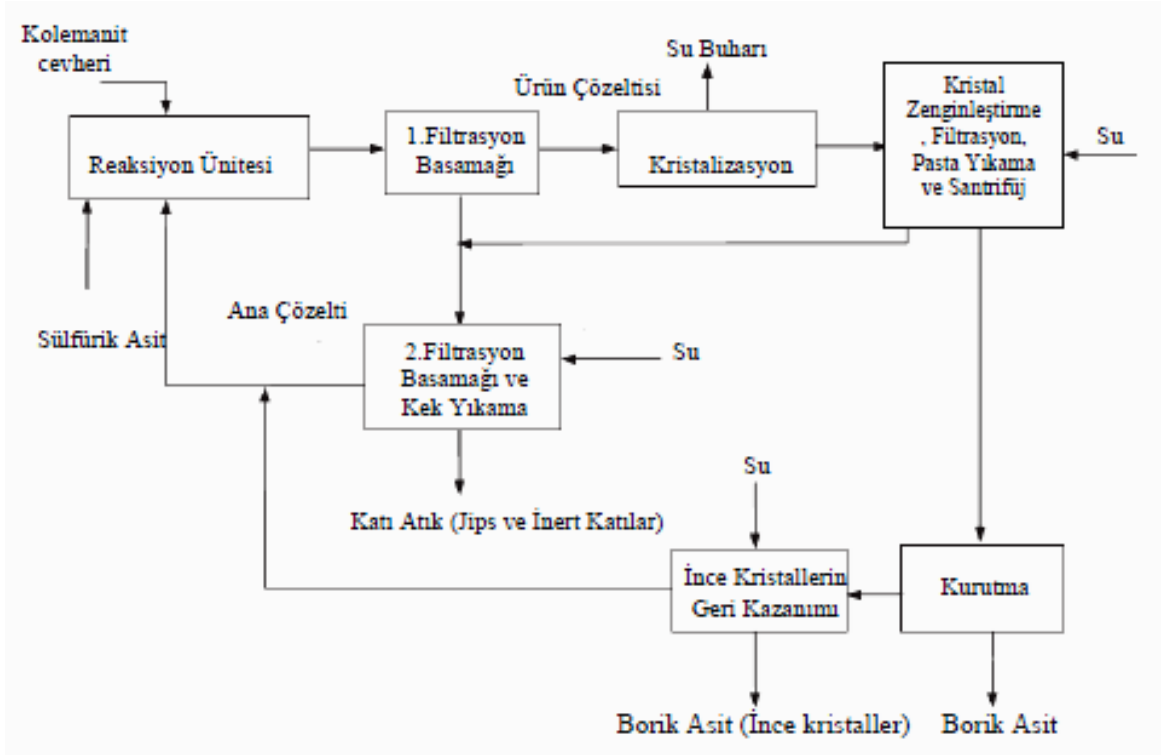 Kolemanit
cevheri
Su Buharı
Ürün Çözeltisi
Reaksiyon Ünitesi
1.Filtrasyon
Basamağı
Kristalizasyon
Kristal
Zenginleştirme
, Filtrasyon,
Pasta Yıkama
ve Santrifüj
Su
Sülfürik Asit
Ana Çözelti
2.Filtrasyon
Basamağı ve
Kek Yıkama
Su
Katı Atık (Jips ve İnert Katılar)
Su
İnce Kristallerin
Geri Kazanımı
Kurutma
Borik Asit (İnce kristaller)
Borik Asit